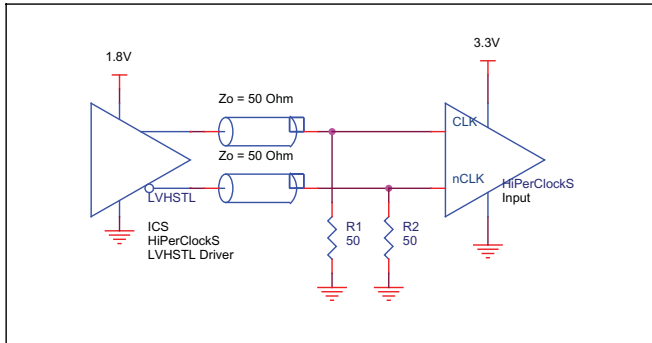 1.8V
3.3V
Zo = 50 Ohm
CLK
Zo = 50 Ohm
nCLK
LVHSTL
HiPerClockS
Input
ICS
HiPerClockS
LVHSTL Driver
R1
50
R2
50